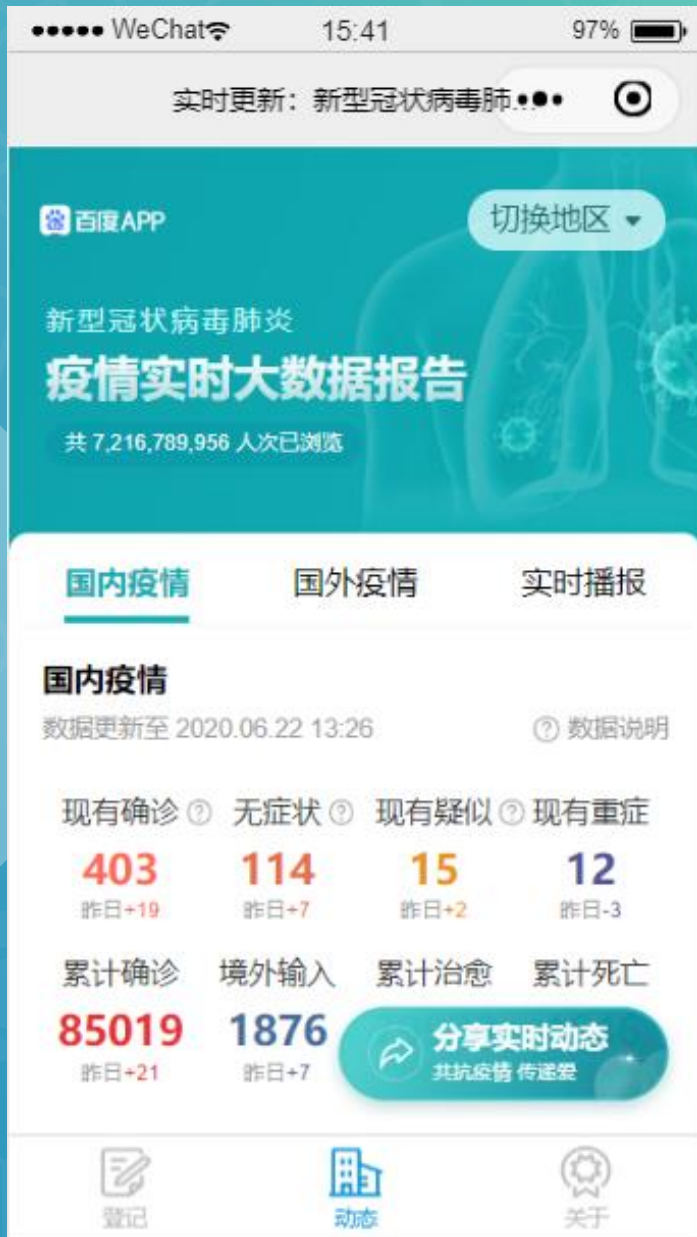 WeChat 15:41 97%
实时更新：新型冠状病毒肺...
百度APP 切换地区
新型冠状病毒肺炎
疫情实时大数据报告
共 7,216,789,956 人次已浏览
国内疫情 国外疫情 实时播报
国内疫情
数据更新至 2020.06.22 13:26 ? 数据说明
现有确诊 ? 无症状 ? 现有疑似 ? 现有重症
403 114 15 12
昨日+19 昨日+7 昨日+2 昨日-3
累计确诊 境外输入 累计治愈 累计死亡
85019 1876 分享实时动态
昨日+21 昨日+7 共抗疫情 传递爱
登记 动态 关于